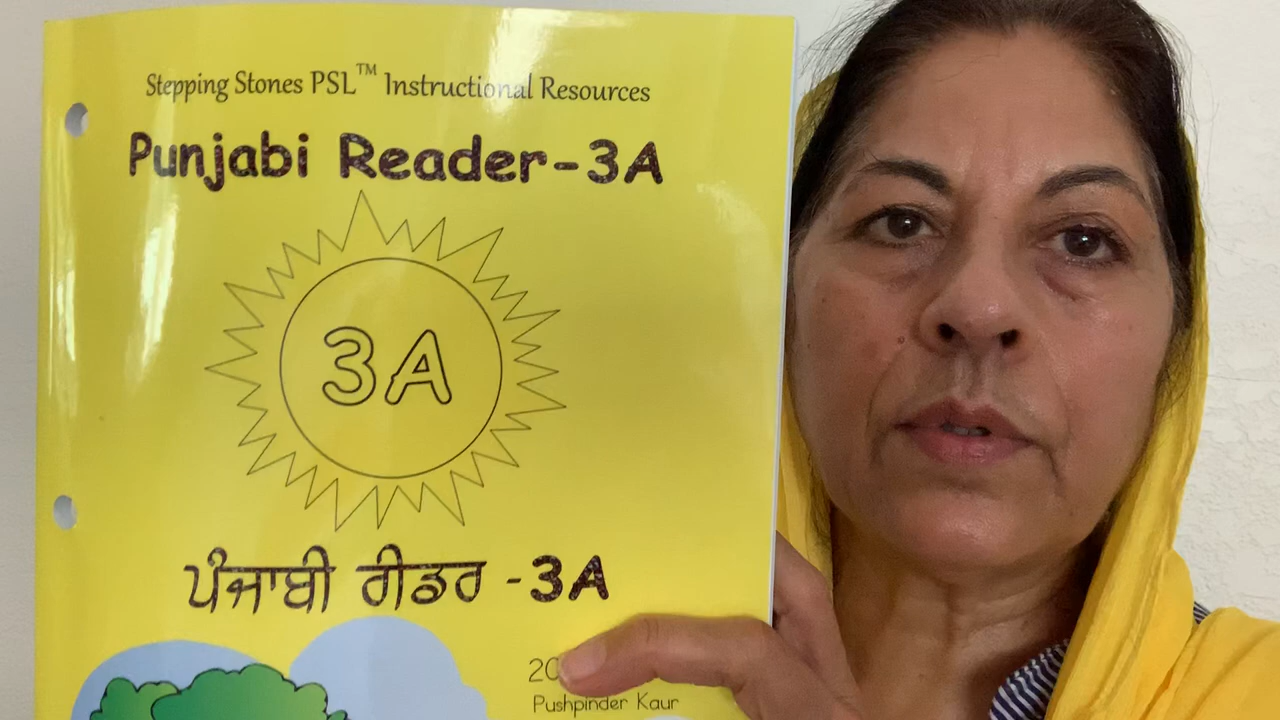 Stepping Stones PSL™ Instructional Resources
Punjabi Reader-3A
3A
ਪੰਜਾਬੀ ਰੀਡਰ -3A
Pushpinder Kaur